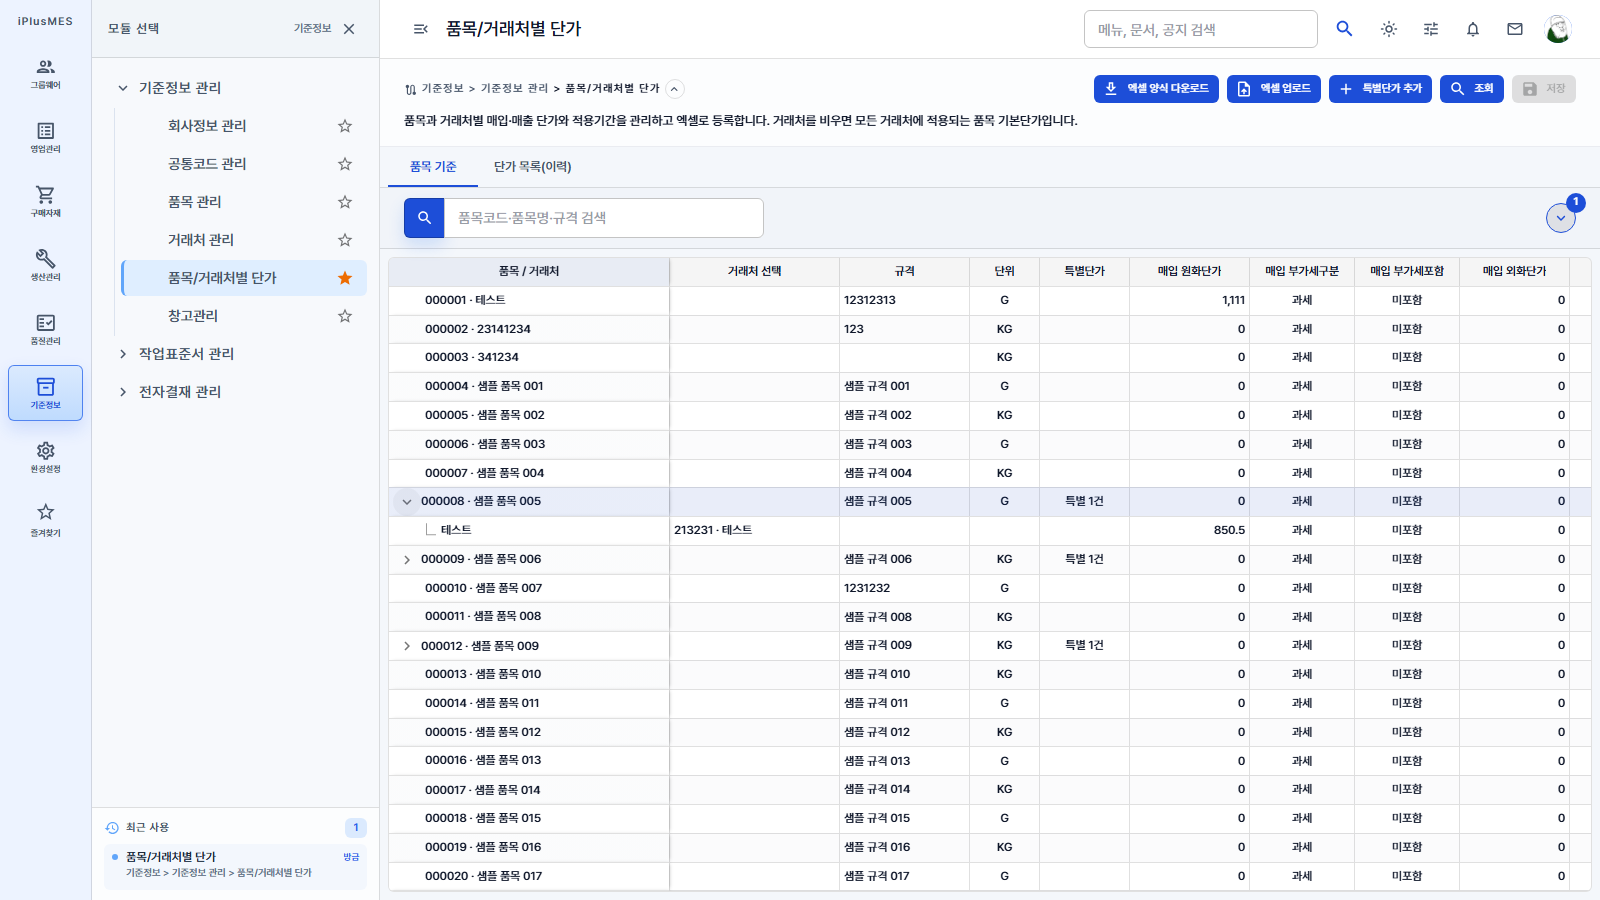 iPlusMES
그룹웨어
영업관리
구매자재
생산관리
품질관리
기준정보
환경설정
즐겨찾기
모듈 선택
기준정보
기준정보 관리
회사정보 관리
공통코드 관리
품목 관리
거래처 관리
품목/거래처별 단가
창고관리
작업표준서 관리
전자결재 관리
최근 사용 1
품목/거래처별 단가 방금
기준정보 > 기준정보 관리 > 품목/거래처별 단가
품목/거래처별 단가
메뉴, 문서, 공지 검색
기준정보 > 기준정보 관리 > 품목/거래처별 단가
엑셀 양식 다운로드
엑셀 업로드
특별단가 추가
조회
저장
품목과 거래처별 매입·매출 단가와 적용기간을 관리하고 엑셀로 등록합니다. 거래처를 비우면 모든 거래처에 적용되는 품목 기본단가입니다.
품목 기준
단가 목록(이력)
품목코드·품목명·규격 검색
1
품목 / 거래처 거래처 선택 규격 단위 특별단가 매입 원화단가 매입 부가세구분 매입 부가세포함 매입 외화단가
000001 · 테스트 12312313 G 1,111 과세 미포함 0
000002 · 23141234 123 KG 0 과세 미포함 0
000003 · 341234 KG 0 과세 미포함 0
000004 · 샘플 품목 001 샘플 규격 001 G 0 과세 미포함 0
000005 · 샘플 품목 002 샘플 규격 002 KG 0 과세 미포함 0
000006 · 샘플 품목 003 샘플 규격 003 G 0 과세 미포함 0
000007 · 샘플 품목 004 샘플 규격 004 KG 0 과세 미포함 0
000008 · 샘플 품목 005 샘플 규격 005 G 특별 1건 0 과세 미포함 0
테스트 213231 · 테스트 850.5 과세 미포함 0
000009 · 샘플 품목 006 샘플 규격 006 KG 특별 1건 0 과세 미포함 0
000010 · 샘플 품목 007 1231232 G 0 과세 미포함 0
000011 · 샘플 품목 008 샘플 규격 008 KG 0 과세 미포함 0
000012 · 샘플 품목 009 샘플 규격 009 KG 특별 1건 0 과세 미포함 0
000013 · 샘플 품목 010 샘플 규격 010 KG 0 과세 미포함 0
000014 · 샘플 품목 011 샘플 규격 011 G 0 과세 미포함 0
000015 · 샘플 품목 012 샘플 규격 012 KG 0 과세 미포함 0
000016 · 샘플 품목 013 샘플 규격 013 G 0 과세 미포함 0
000017 · 샘플 품목 014 샘플 규격 014 KG 0 과세 미포함 0
000018 · 샘플 품목 015 샘플 규격 015 G 0 과세 미포함 0
000019 · 샘플 품목 016 샘플 규격 016 KG 0 과세 미포함 0
000020 · 샘플 품목 017 샘플 규격 017 G 0 과세 미포함 0